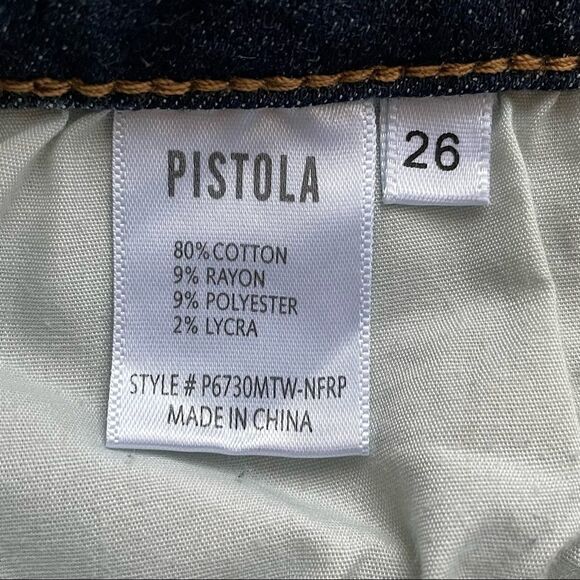 PISTOLA
26
80% COTTON
9% RAYON
9% POLYESTER
2% LYCRA
STYLE # P6730MTW-NFRP
MADE IN CHINA